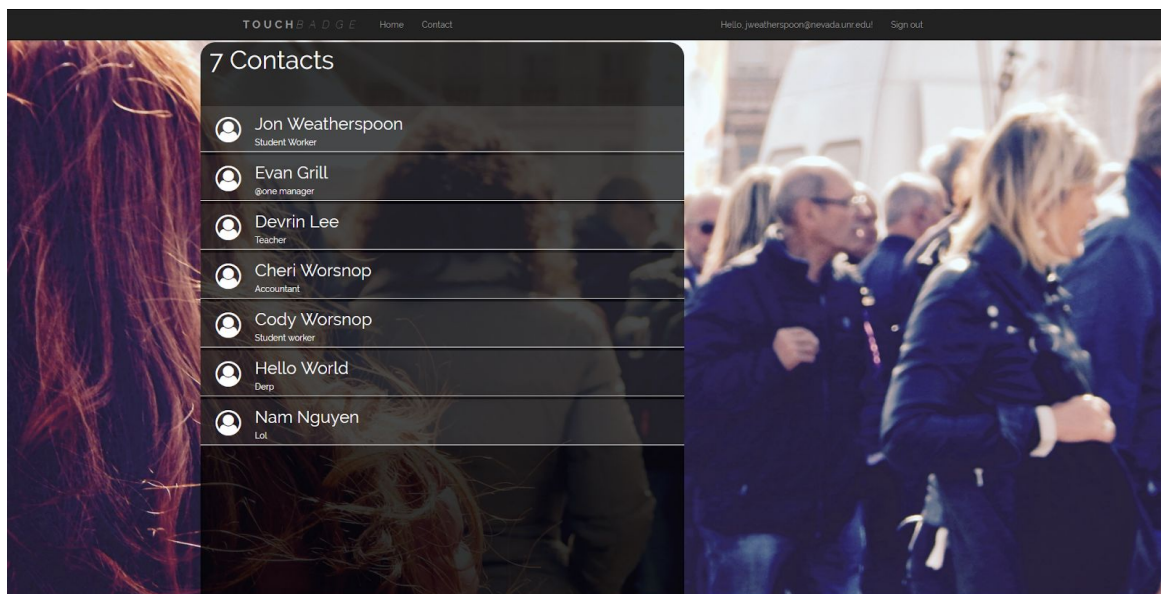 TOUCHBADGE Home Contact Hello, jweatherspoon@nevada.unr.edu! Sign out
7 Contacts
Jon Weatherspoon
Student Worker
Evan Grill
@one manager
Devrin Lee
Teacher
Cheri Worsnop
Accountant
Cody Worsnop
Student worker
Hello World
Derp
Nam Nguyen
Lol